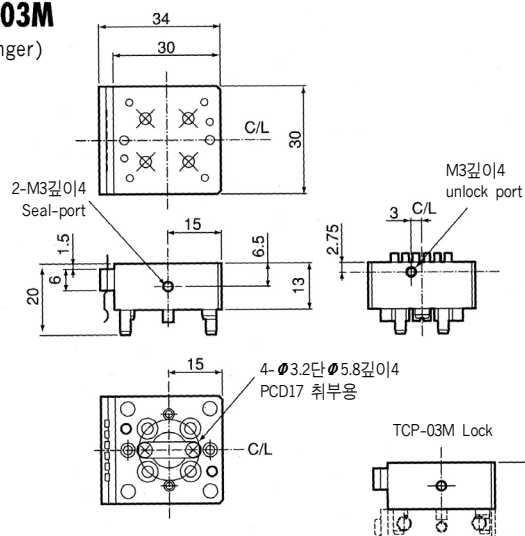 03M
nger)
34
30
C/L
30
2-M3깊이4
Seal-port
M3깊이4
unlock port
15
3 C/L
1.5
6
20
6.5
13
2.75
15
4-Φ3.2단Φ5.8깊이4
PCD17 취부용
C/L
TCP-03M Lock